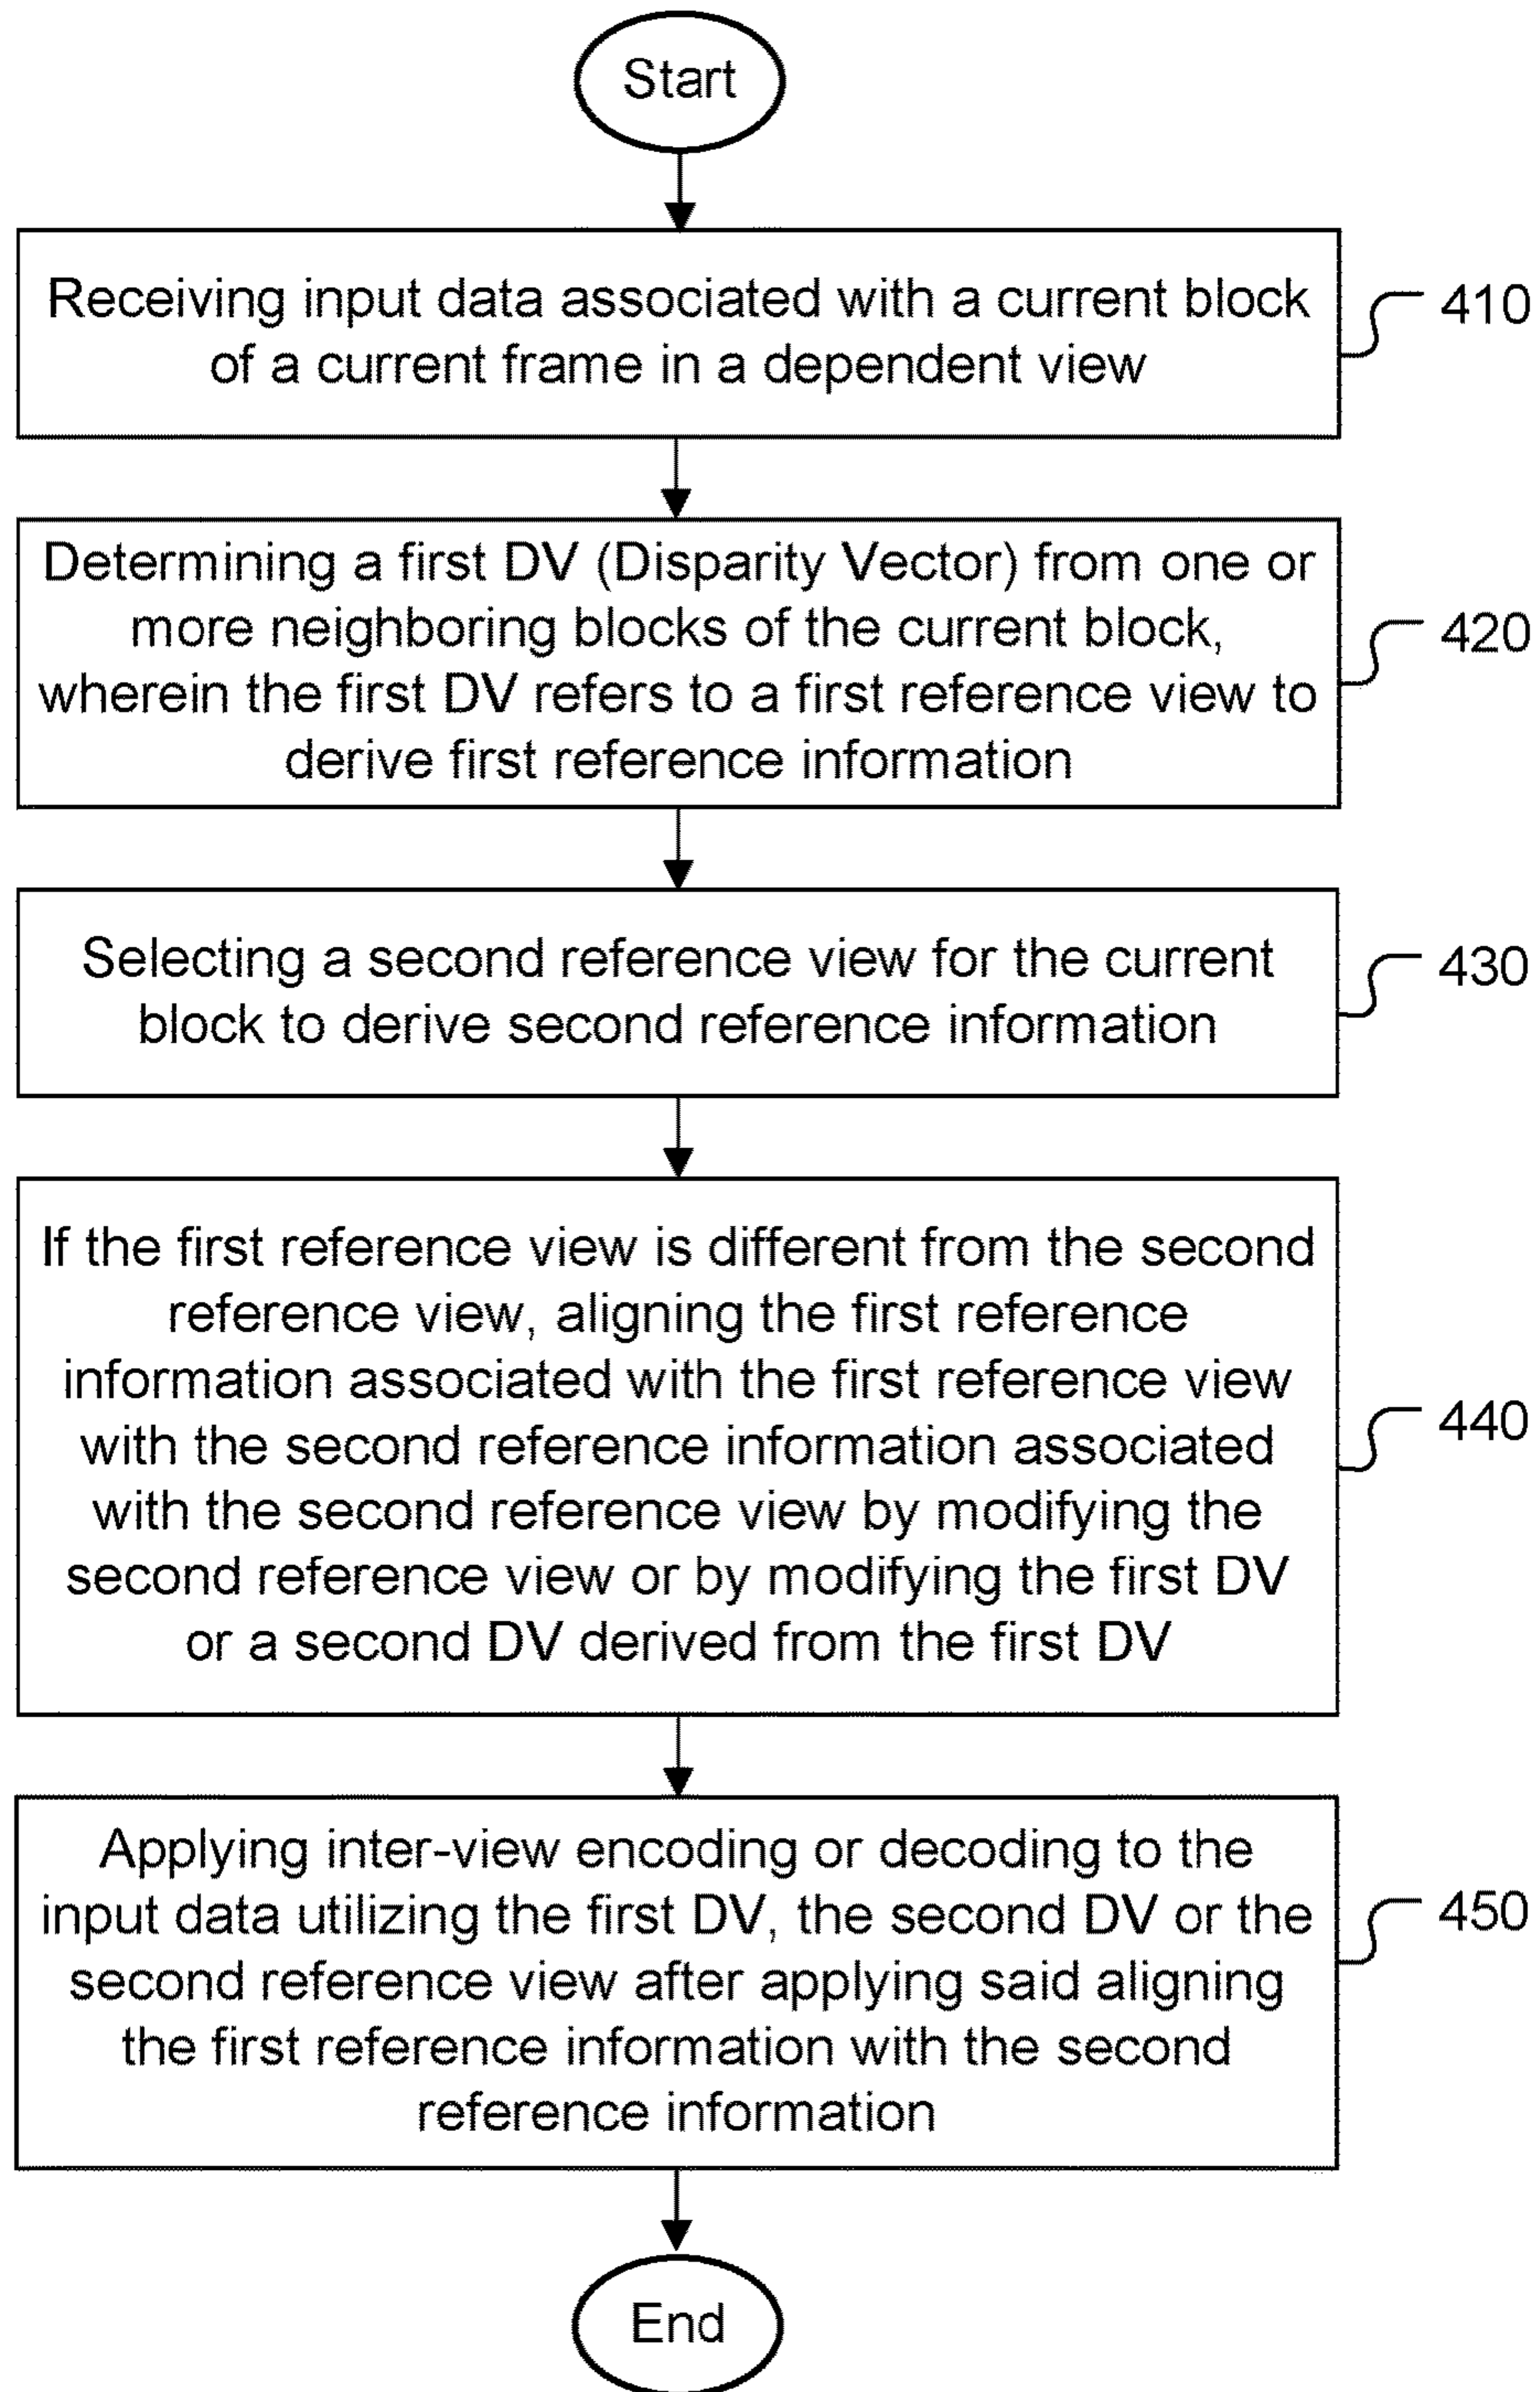 Start
Receiving input data associated with a current block
of a current frame in a dependent view
410
Determining a first DV (Disparity Vector) from one or
more neighboring blocks of the current block,
wherein the first DV refers to a first reference view to
derive first reference information
420
Selecting a second reference view for the current
block to derive second reference information
430
If the first reference view is different from the second
reference view, aligning the first reference
information associated with the first reference view
with the second reference information associated
with the second reference view by modifying the
second reference view or by modifying the first DV
or a second DV derived from the first DV
440
Applying inter-view encoding or decoding to the
input data utilizing the first DV, the second DV or the
second reference view after applying said aligning
the first reference information with the second
reference information
450
End